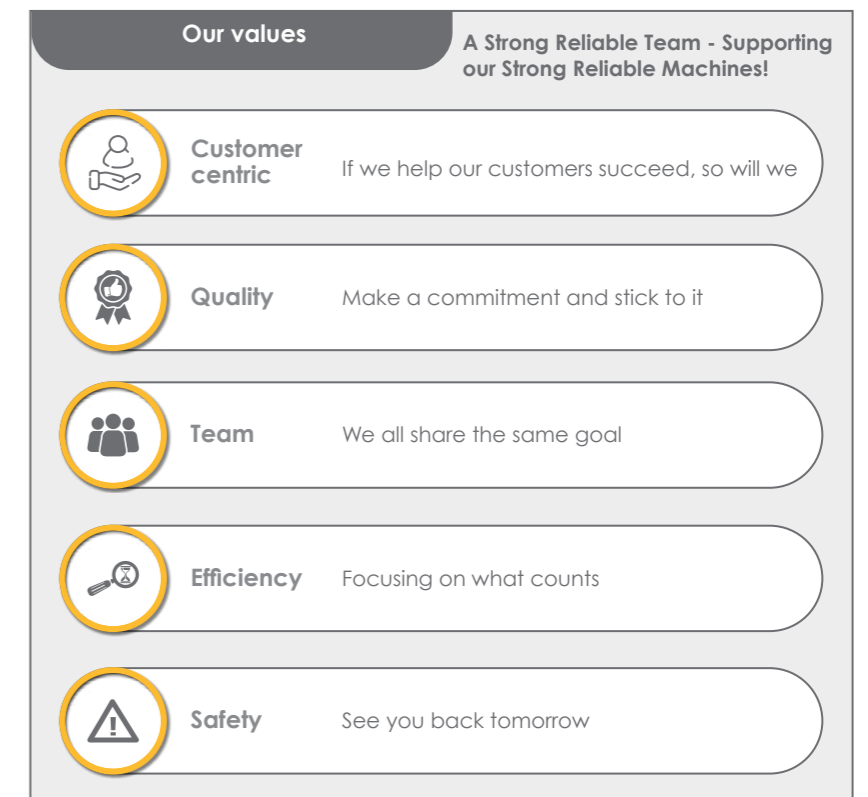 Our values
A Strong Reliable Team - Supporting
our Strong Reliable Machines!
Customer
centric
If we help our customers succeed, so will we
Quality
Make a commitment and stick to it
Team
We all share the same goal
Efficiency
Focusing on what counts
Safety
See you back tomorrow